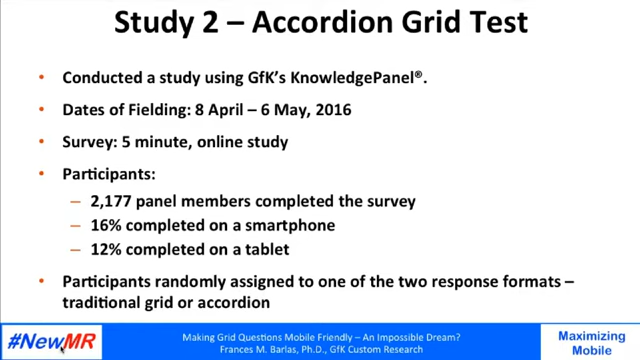 Study 2 – Accordion Grid Test
• Conducted a study using GfK's KnowledgePanel®.
• Dates of Fielding: 8 April – 6 May, 2016
• Survey: 5 minute, online study
• Participants:
– 2,177 panel members completed the survey
– 16% completed on a smartphone
– 12% completed on a tablet
• Participants randomly assigned to one of the two response formats –
traditional grid or accordion
#NewMR
Making Grid Questions Mobile Friendly – An Impossible Dream?
Frances M. Barlas, Ph.D., GfK Custom Research
Maximizing
Mobile